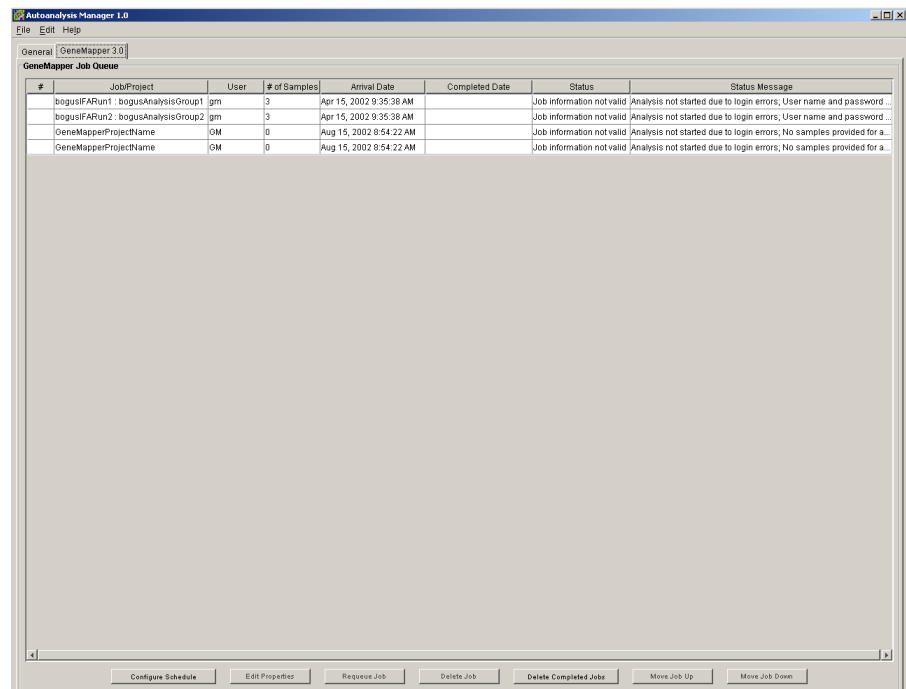 Autoanalysis Manager 1.0
File Edit Help
General GeneMapper 3.0
GeneMapper Job Queue
# Job/Project User # of Samples Arrival Date Completed Date Status Status Message
bogusIFARun1 : bogusAnalysisGroup1 gm 3 Apr 15, 2002 9:35:38 AM Job information not valid Analysis not started due to login errors; User name and password ...
bogusIFARun2 : bogusAnalysisGroup2 gm 3 Apr 15, 2002 9:35:38 AM Job information not valid Analysis not started due to login errors; User name and password ...
GeneMapperProjectName GM 0 Aug 15, 2002 8:54:22 AM Job information not valid Analysis not started due to login errors; No samples provided for a...
GeneMapperProjectName GM 0 Aug 15, 2002 8:54:22 AM Job information not valid Analysis not started due to login errors; No samples provided for a...
Configure Schedule Edit Properties Requeue Job Delete Job Delete Completed Jobs Move Job Up Move Job Down